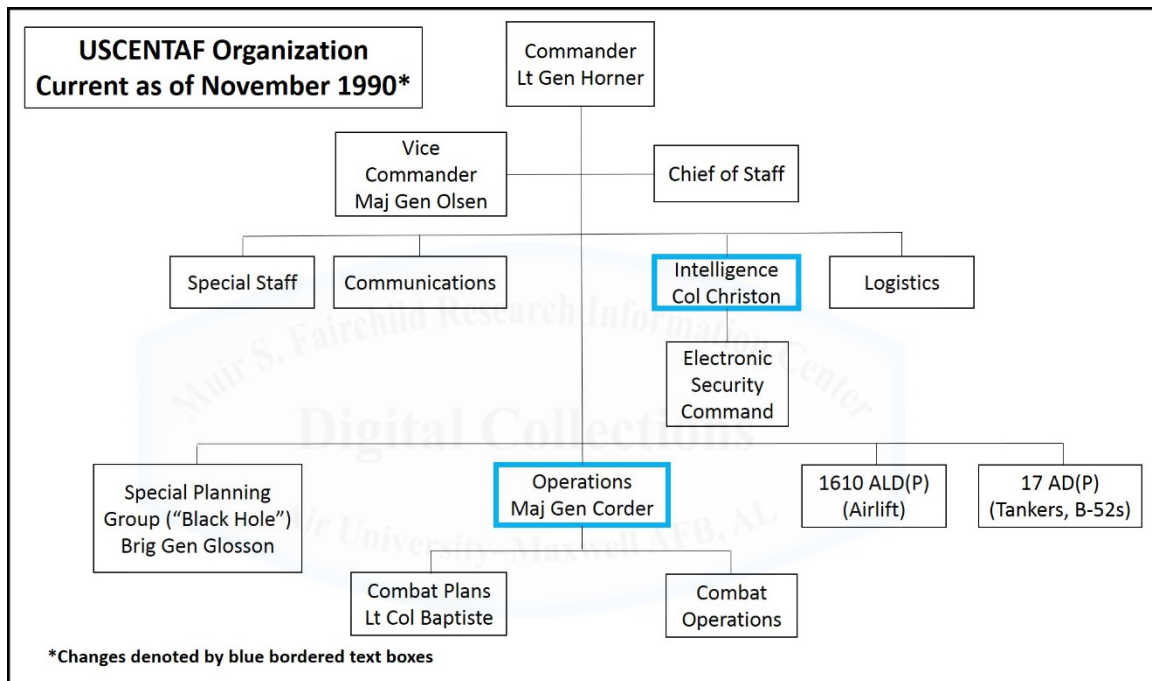 USCENTAF Organization
Current as of November 1990*
Commander
Lt Gen Horner
Vice
Commander
Maj Gen Olsen
Chief of Staff
Special Staff
Communications
Intelligence
Col Christon
Logistics
Electronic
Security
Command
Special Planning
Group (“Black Hole”)
Brig Gen Glosson
Operations
Maj Gen Corder
1610 ALD(P)
(Airlift)
17 AD(P)
(Tankers, B-52s)
Combat Plans
Lt Col Baptiste
Combat
Operations
*Changes denoted by blue bordered text boxes
Muir S. Fairchild Research Information Center
Digital Collections
Air University–Maxwell AFB, AL